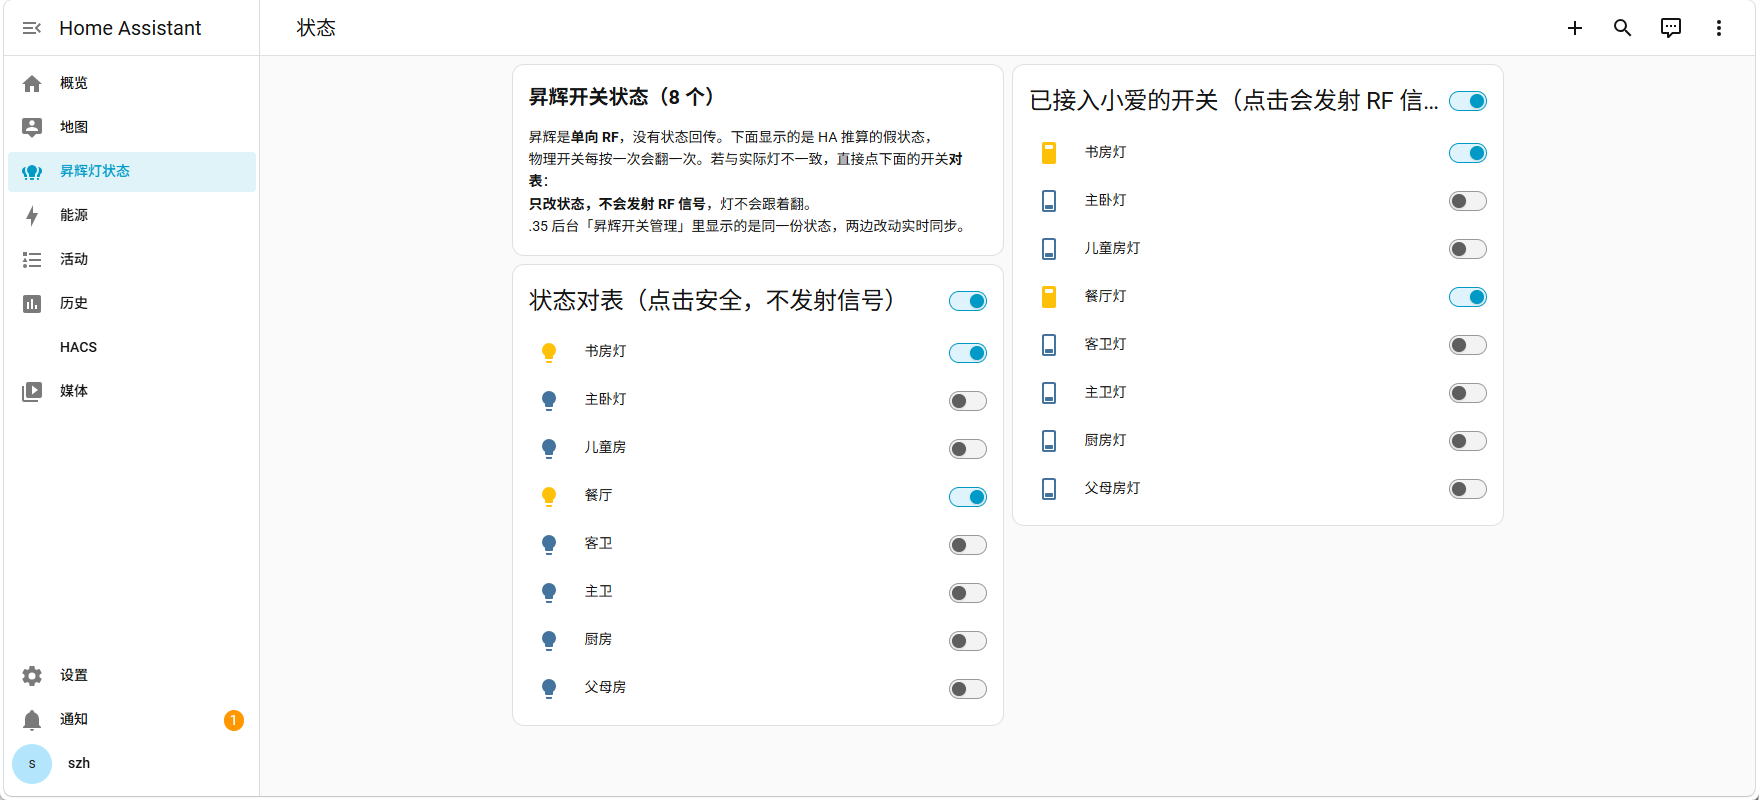 Home Assistant
状态
概览
地图
昇辉灯状态
能源
活动
历史
HACS
媒体
设置
通知
1
s
szh
昇辉开关状态（8 个）
昇辉是单向 RF，没有状态回传。下面显示的是 HA 推算的假状态，
物理开关每按一次会翻一次。若与实际灯不一致，直接点下面的开关对
表：
只改状态，不会发射 RF 信号，灯不会跟着翻。
.35 后台「昇辉开关管理」里显示的是同一份状态，两边改动实时同步。
状态对表（点击安全，不发射信号）
书房灯
主卧灯
儿童房
餐厅
客卫
主卫
厨房
父母房
已接入小爱的开关（点击会发射 RF 信...
书房灯
主卧灯
儿童房灯
餐厅灯
客卫灯
主卫灯
厨房灯
父母房灯